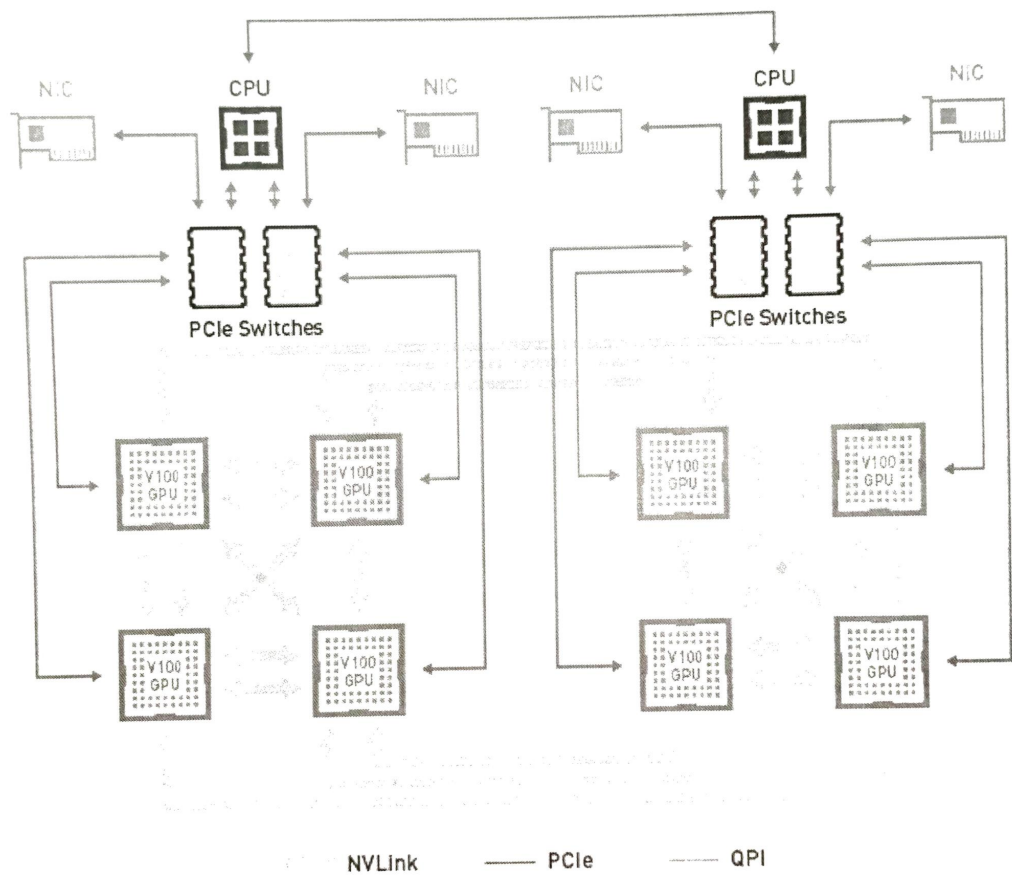 NIC
CPU
NIC
NIC
CPU
NIC
PCIe Switches
PCIe Switches
V100
GPU
V100
GPU
V100
GPU
V100
GPU
V100
GPU
V100
GPU
V100
GPU
V100
GPU
NVLink
PCIe
QPI